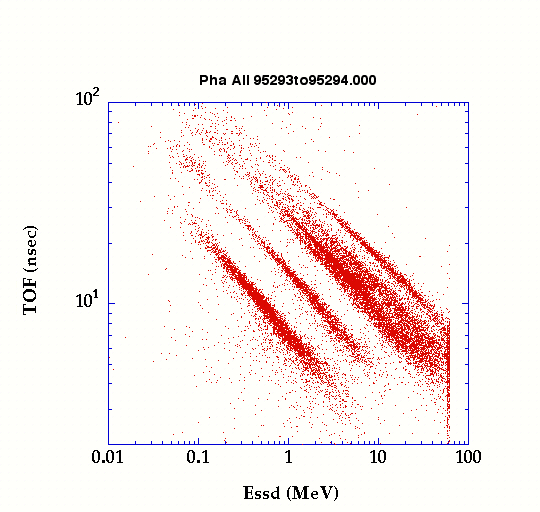 Pha All 95293to95294.000
10²
10¹
TOF (nsec)
0.01 0.1 1 10 100
Essd (MeV)